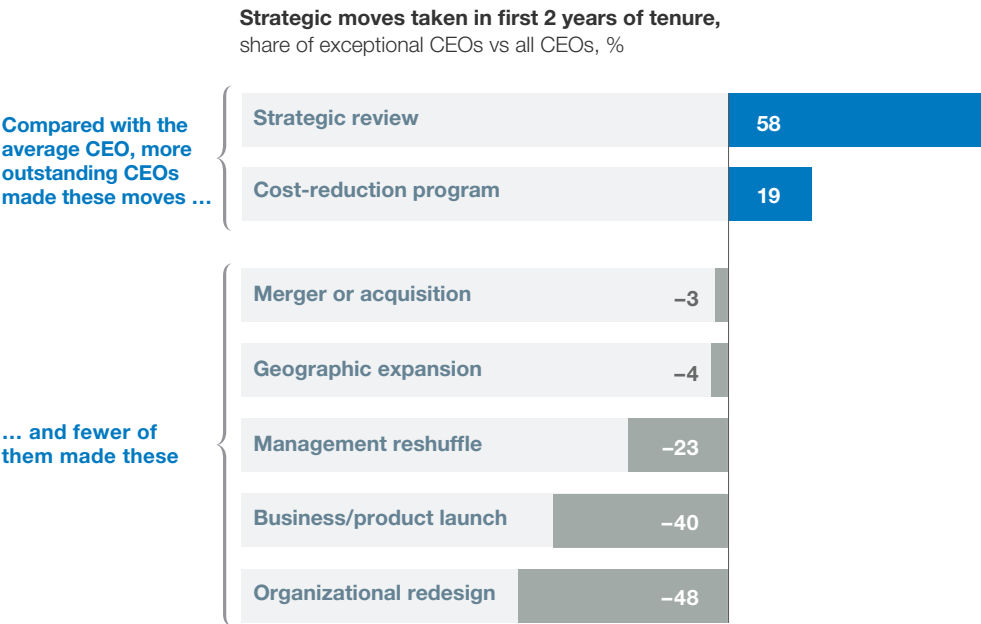 Strategic moves taken in first 2 years of tenure,
share of exceptional CEOs vs all CEOs, %
Compared with the
average CEO, more
outstanding CEOs
made these moves …
Strategic review
58
Cost-reduction program
19
… and fewer of
them made these
Merger or acquisition
–3
Geographic expansion
–4
Management reshuffle
–23
Business/product launch
–40
Organizational redesign
–48